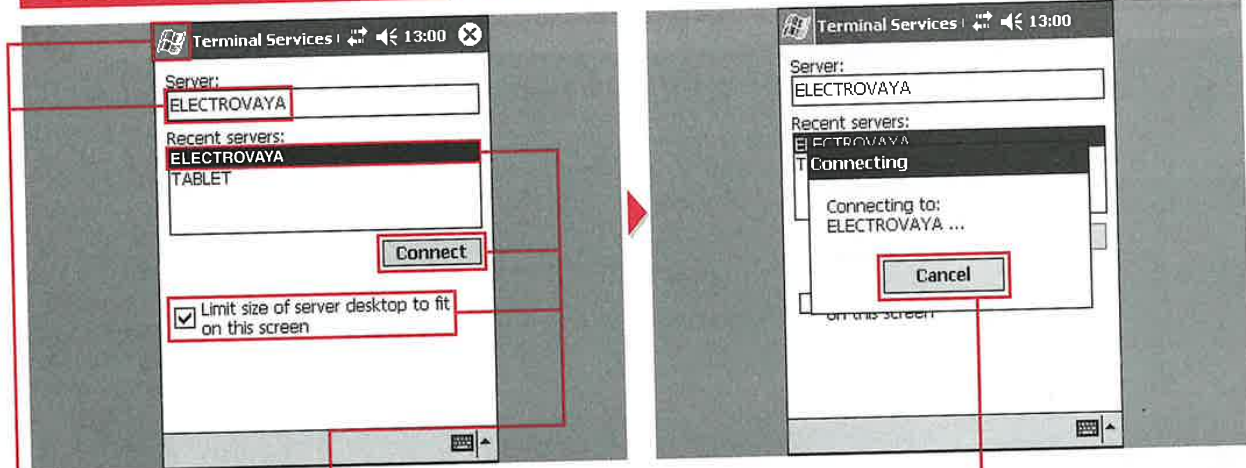 Terminal Services 13:00
Server:
ELECTROVAYA
Recent servers:
ELECTROVAYA
TABLET
Connect
Limit size of server desktop to fit
on this screen
Terminal Services 13:00
Server:
ELECTROVAYA
Recent servers:
ELECTROVAYA
T
Connecting
Connecting to:
ELECTROVAYA ...
Cancel
on this screen